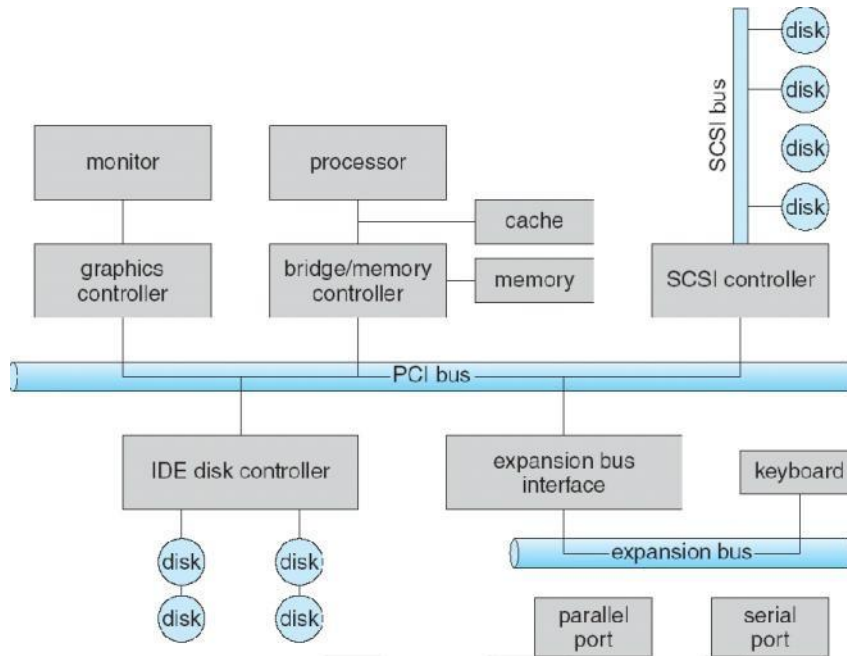 disk
disk
disk
disk
SCSI bus
monitor
processor
cache
graphics
controller
bridge/memory
controller
memory
SCSI controller
PCI bus
IDE disk controller
expansion bus
interface
keyboard
disk
disk
disk
disk
expansion bus
parallel
port
serial
port